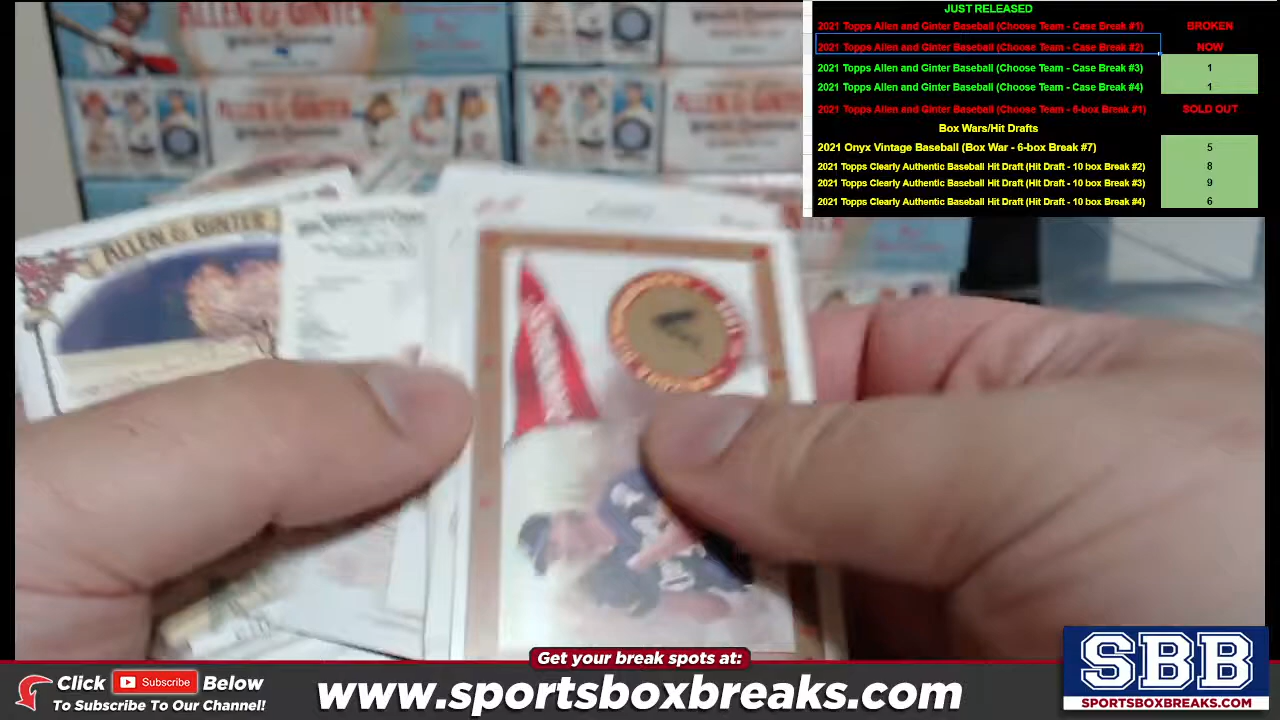 JUST RELEASED
2021 Topps Allen and Ginter Baseball (Choose Team - Case Break #1) BROKEN
2021 Topps Allen and Ginter Baseball (Choose Team - Case Break #2) NOW
2021 Topps Allen and Ginter Baseball (Choose Team - Case Break #3) 1
2021 Topps Allen and Ginter Baseball (Choose Team - Case Break #4) 1
2021 Topps Allen and Ginter Baseball (Choose Team - 6-box Break #1) SOLD OUT
Box Wars/Hit Drafts
2021 Onyx Vintage Baseball (Box War - 6-box Break #7) 5
2021 Topps Clearly Authentic Baseball Hit Draft (Hit Draft - 10 box Break #2) 8
2021 Topps Clearly Authentic Baseball Hit Draft (Hit Draft - 10 box Break #3) 9
2021 Topps Clearly Authentic Baseball Hit Draft (Hit Draft - 10 box Break #4) 6
ALLEN & GINTER
ALLEN & GINTER
ALLEN & GINTER
Get your break spots at:
Click Subscribe Below
To Subscribe To Our Channel!
www.sportsboxbreaks.com
SBB
SPORTSBOXBREAKS.COM